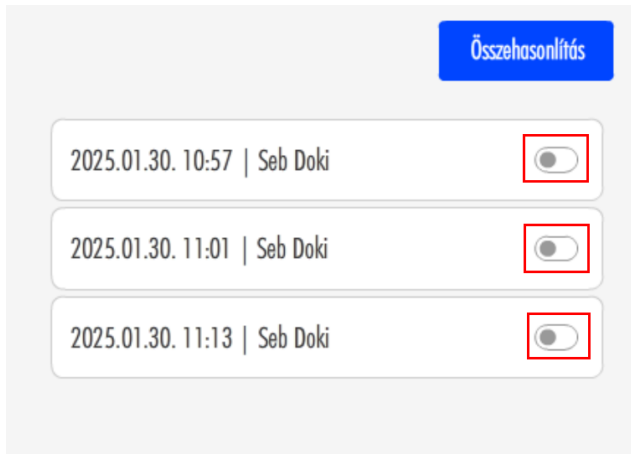 Összehasonlítás
2025.01.30. 10:57 | Seb Doki
2025.01.30. 11:01 | Seb Doki
2025.01.30. 11:13 | Seb Doki